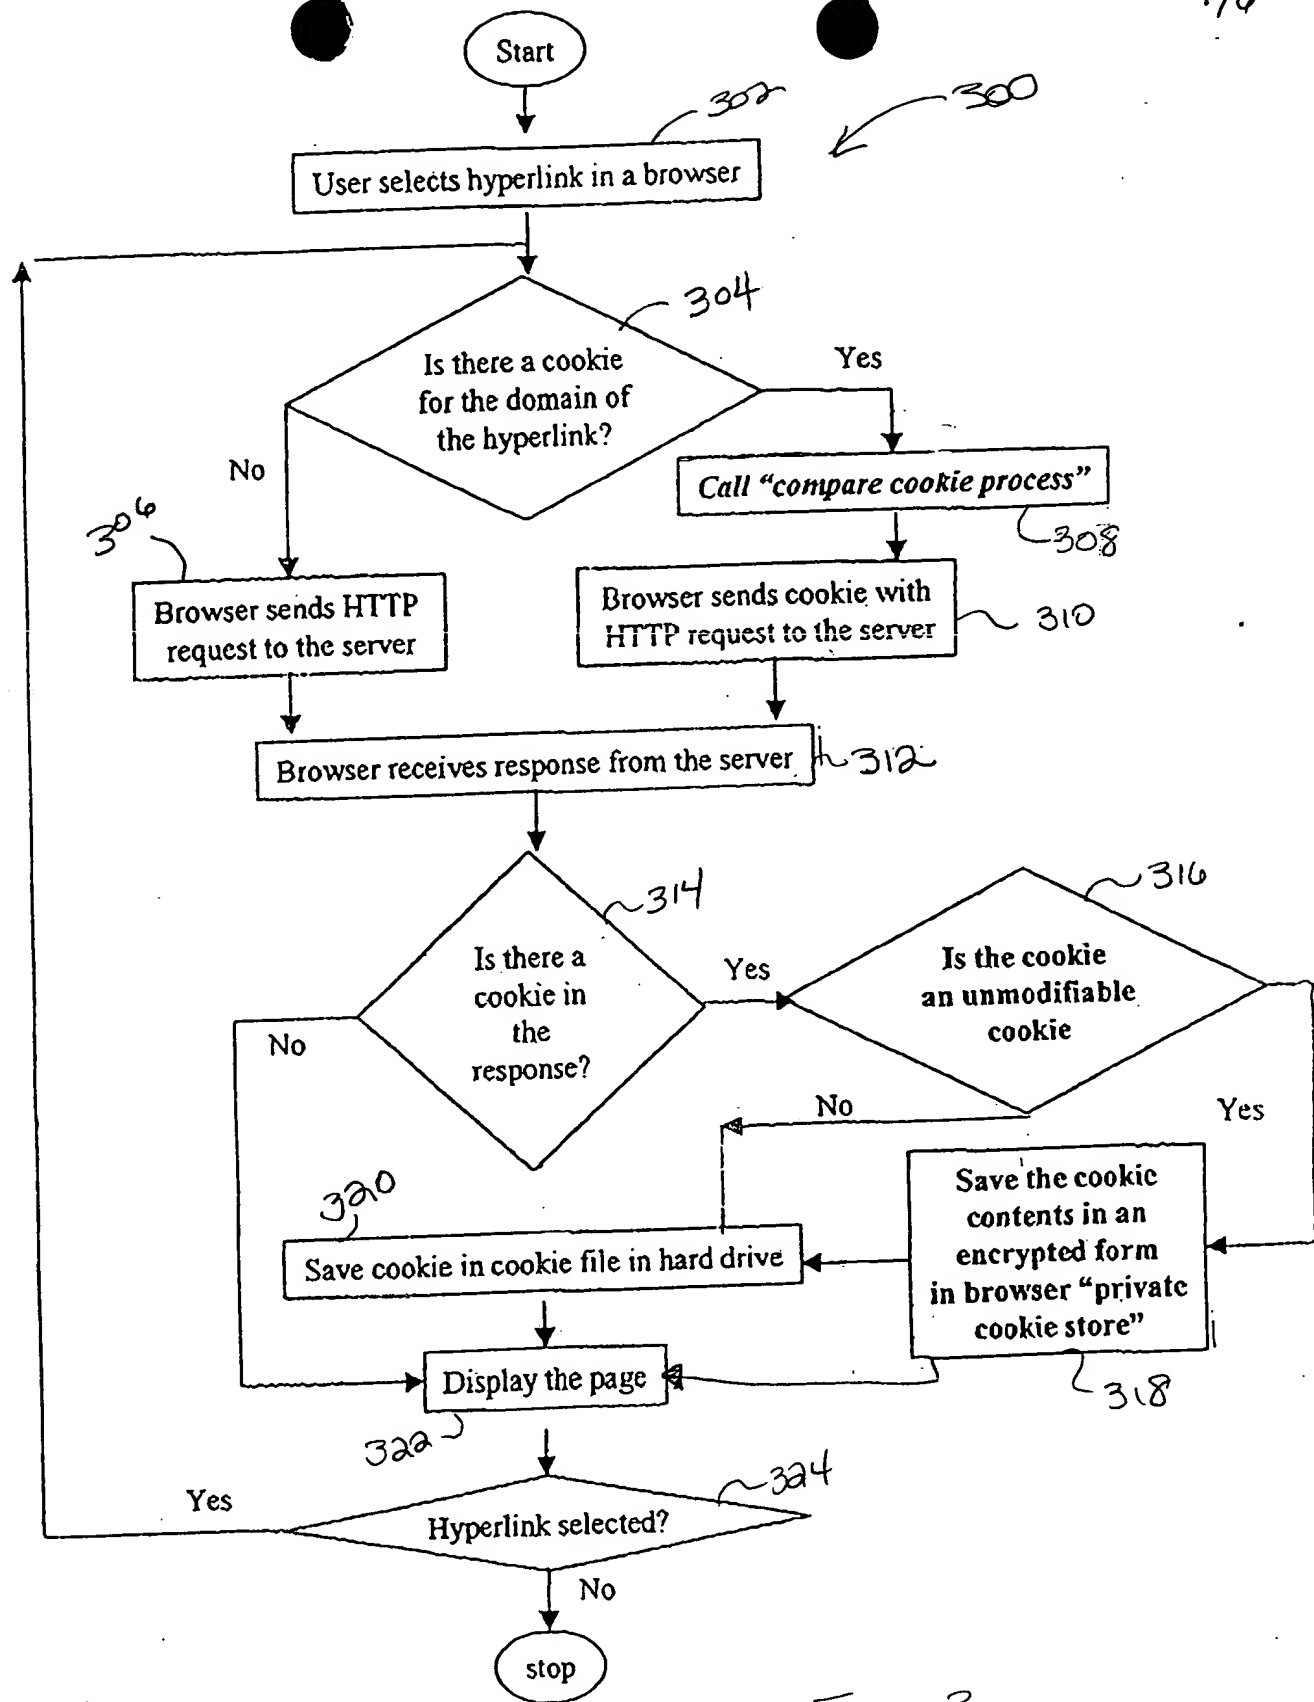 Start
302
300
User selects hyperlink in a browser
304
Is there a cookie
for the domain of
the hyperlink?
Yes
No
Call “compare cookie process”
308
306
Browser sends HTTP
request to the server
Browser sends cookie with
HTTP request to the server
310
Browser receives response from the server
312
314
316
Is there a
cookie in
the
response?
Yes
Is the cookie
an unmodifiable
cookie
No
No
Yes
320
Save the cookie
contents in an
encrypted form
in browser “private
cookie store”
Save cookie in cookie file in hard drive
318
Display the page
322
324
Yes
Hyperlink selected?
No
stop